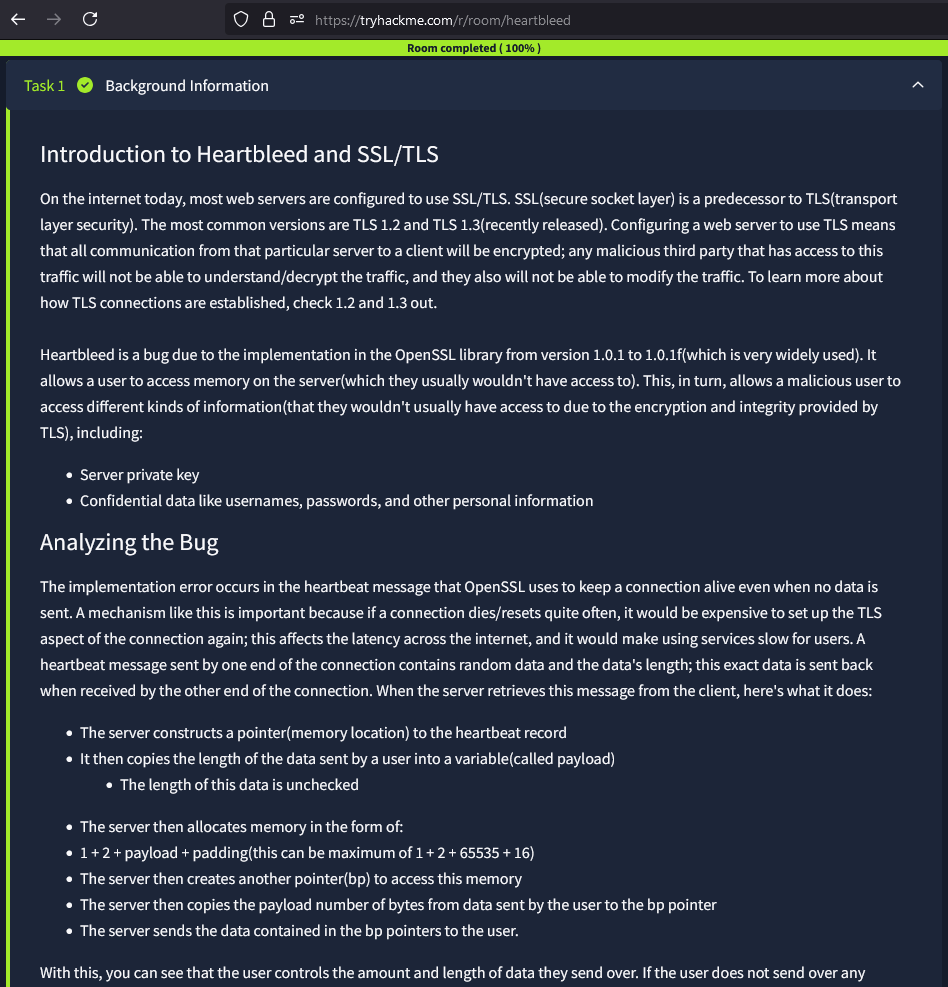 https://tryhackme.com/r/room/heartbleed
Room completed ( 100% )
Task 1 Background Information
Introduction to Heartbleed and SSL/TLS
On the internet today, most web servers are configured to use SSL/TLS. SSL(secure socket layer) is a predecessor to TLS(transport
layer security). The most common versions are TLS 1.2 and TLS 1.3(recently released). Configuring a web server to use TLS means
that all communication from that particular server to a client will be encrypted; any malicious third party that has access to this
traffic will not be able to understand/decrypt the traffic, and they also will not be able to modify the traffic. To learn more about
how TLS connections are established, check 1.2 and 1.3 out.
Heartbleed is a bug due to the implementation in the OpenSSL library from version 1.0.1 to 1.0.1f(which is very widely used). It
allows a user to access memory on the server(which they usually wouldn't have access to). This, in turn, allows a malicious user to
access different kinds of information(that they wouldn't usually have access to due to the encryption and integrity provided by
TLS), including:
• Server private key
• Confidential data like usernames, passwords, and other personal information
Analyzing the Bug
The implementation error occurs in the heartbeat message that OpenSSL uses to keep a connection alive even when no data is
sent. A mechanism like this is important because if a connection dies/resets quite often, it would be expensive to set up the TLS
aspect of the connection again; this affects the latency across the internet, and it would make using services slow for users. A
heartbeat message sent by one end of the connection contains random data and the data's length; this exact data is sent back
when received by the other end of the connection. When the server retrieves this message from the client, here's what it does:
• The server constructs a pointer(memory location) to the heartbeat record
• It then copies the length of the data sent by a user into a variable(called payload)
• The length of this data is unchecked
• The server then allocates memory in the form of:
• 1 + 2 + payload + padding(this can be maximum of 1 + 2 + 65535 + 16)
• The server then creates another pointer(bp) to access this memory
• The server then copies the payload number of bytes from data sent by the user to the bp pointer
• The server sends the data contained in the bp pointers to the user.
With this, you can see that the user controls the amount and length of data they send over. If the user does not send over any